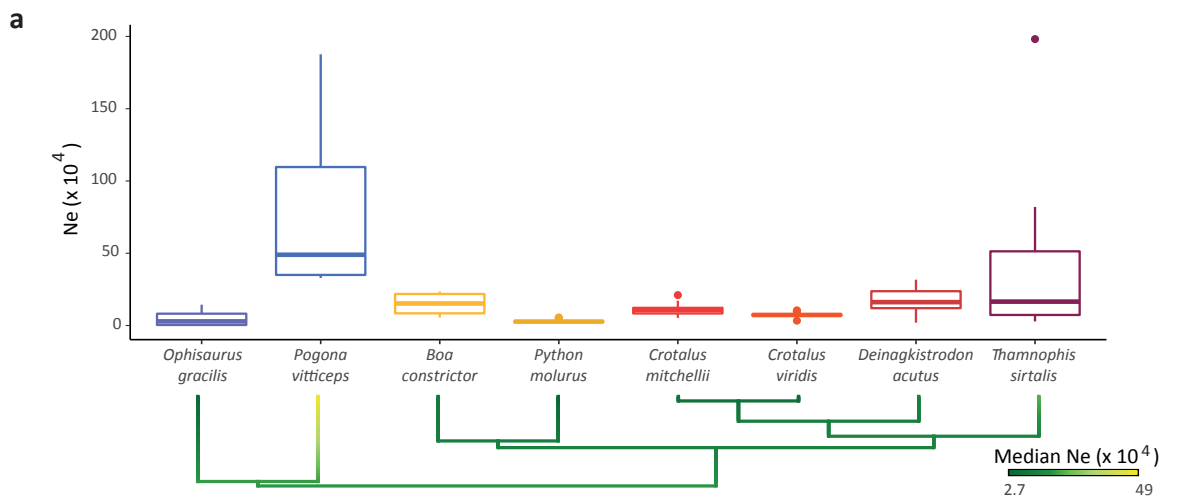 a
200
150
100
50
0
Ne (x 10^4)
Ophisaurus gracilis
Pogona vitticeps
Boa constrictor
Python molurus
Crotalus mitchellii
Crotalus viridis
Deinagkistrodon acutus
Thamnophis sirtalis
Median Ne (x 10^4)
2.7 49